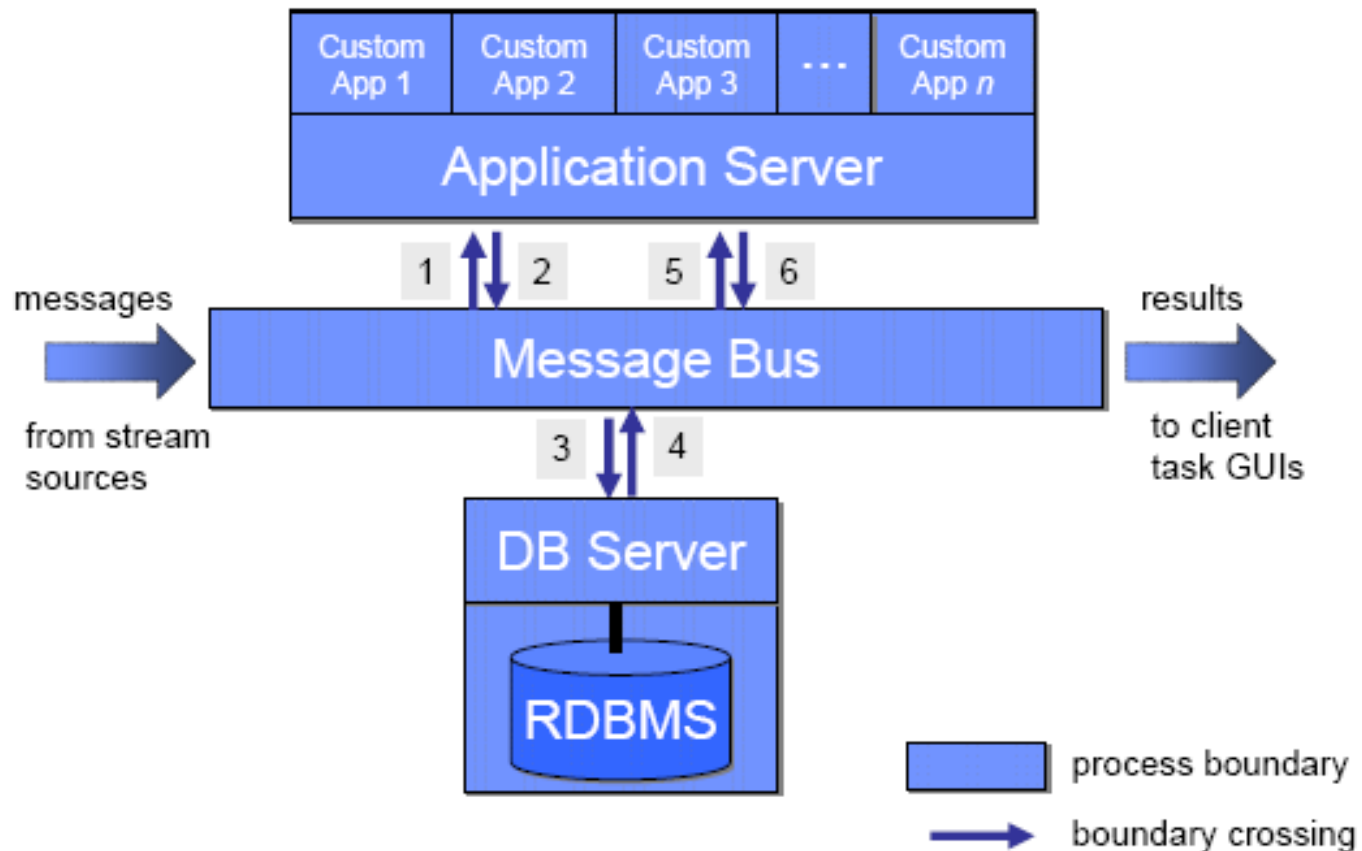 Custom
App 1
Custom
App 2
Custom
App 3
...
Custom
App n
Application Server
1
2
5
6
messages
from stream
sources
Message Bus
results
to client
task GUIs
3
4
DB Server
RDBMS
process boundary
boundary crossing